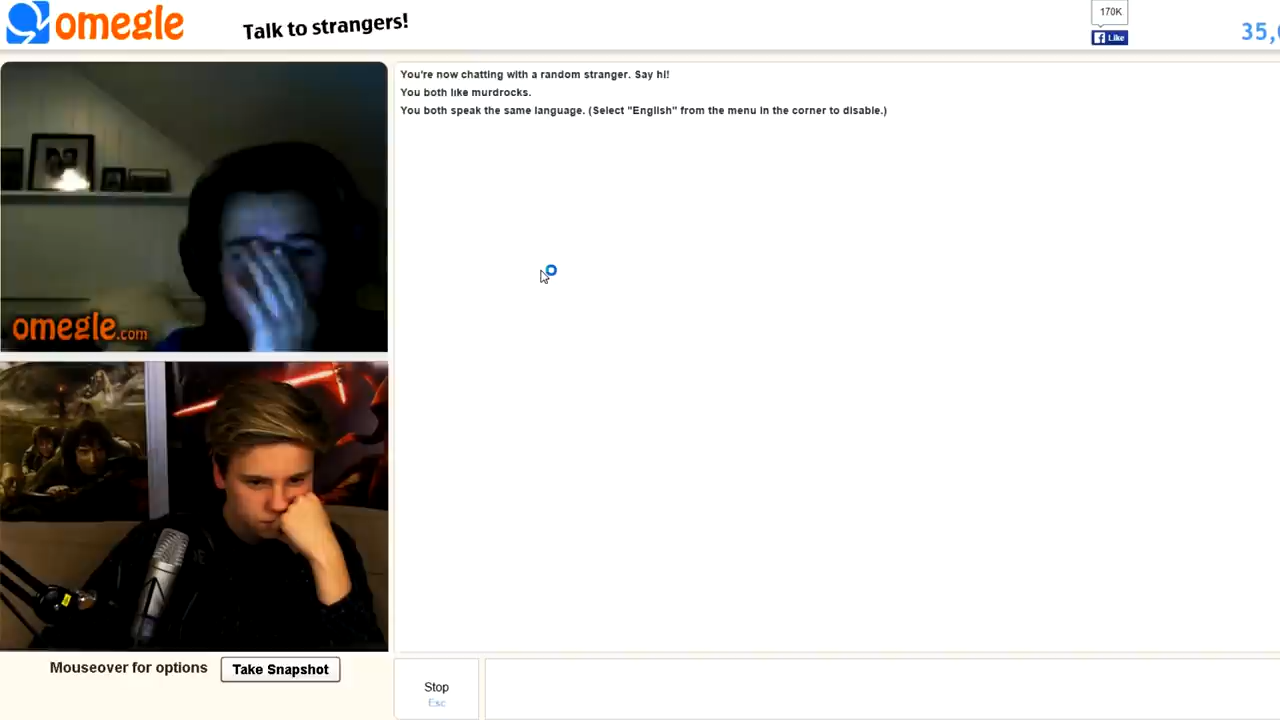 omegle
Talk to strangers!
170K
Like
You're now chatting with a random stranger. Say hi!
You both like murdrocks.
You both speak the same language. (Select "English" from the menu in the corner to disable.)
omegle.com
Mouseover for options
Take Snapshot
Stop
Esc